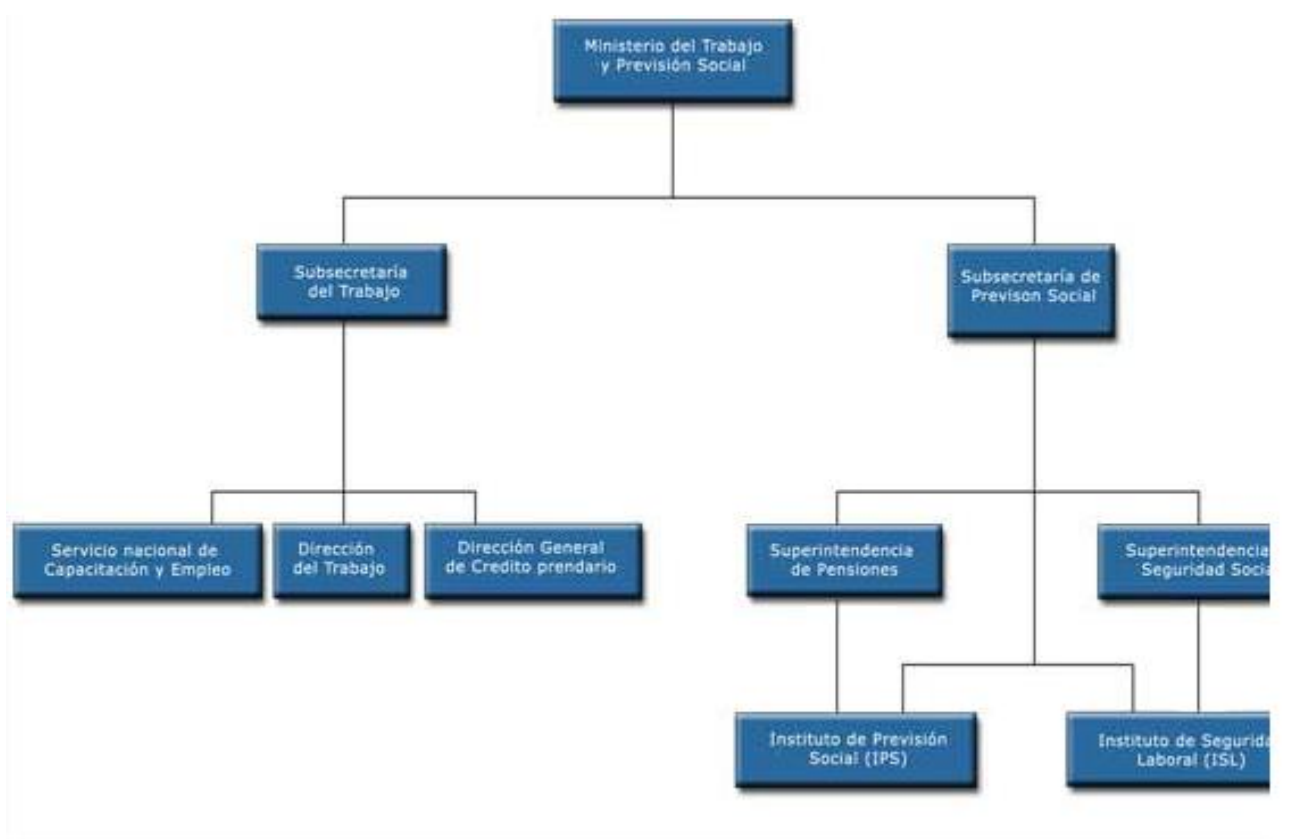 Ministerio del Trabajo
y Previsión Social
Subsecretaría
del Trabajo
Subsecretaría de
Previson Social
Servicio nacional de
Capacitación y Empleo
Dirección
del Trabajo
Dirección General
de Credito prendario
Superintendencia
de Pensiones
Superintendencia
Seguridad Socia
Instituto de Previsión
Social (IPS)
Instituto de Segurida
Laboral (ISL)